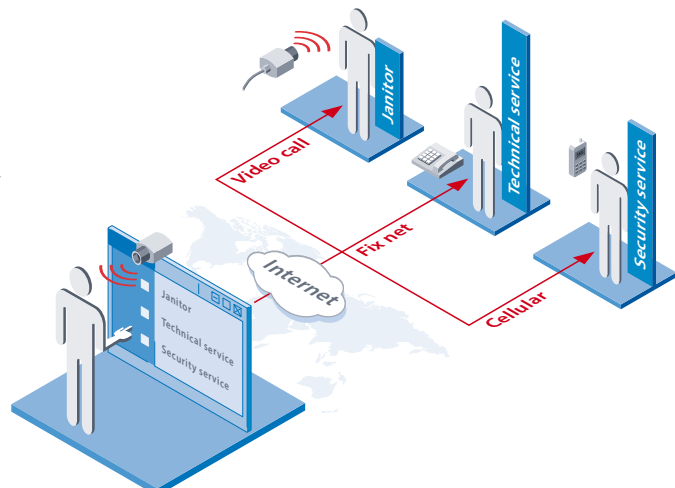 Janitor
Technical service
Security service
Video call
Fix net
Cellular
Internet
Janitor
Technical service
Security service